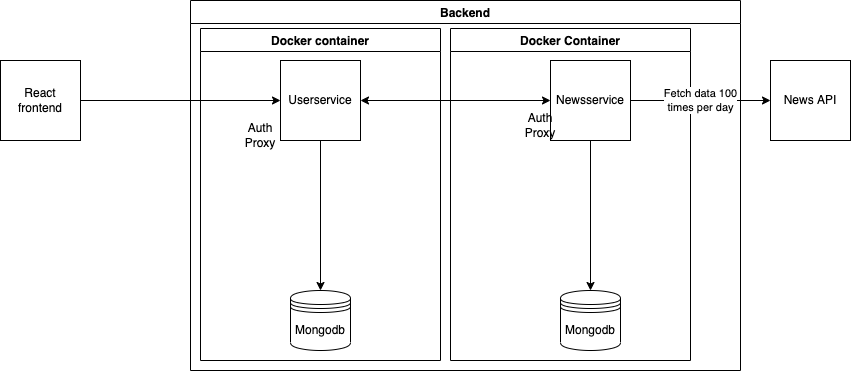 Backend
Docker container
Docker Container
React
frontend
Userservice
Auth
Proxy
Newsservice
Auth
Proxy
Fetch data 100
times per day
News API
Mongodb
Mongodb